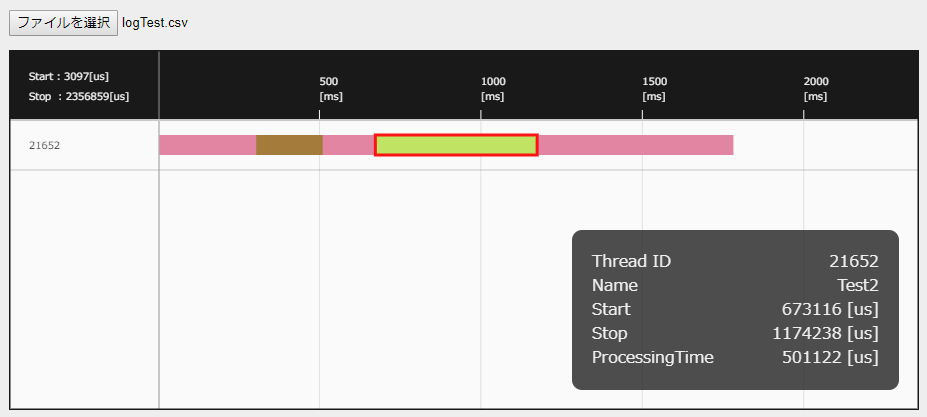 ファイルを選択 logTest.csv
Start : 3097[us]
Stop : 2356859[us]
500 [ms]
1000 [ms]
1500 [ms]
2000 [ms]
21652
Thread ID 21652
Name Test2
Start 673116 [us]
Stop 1174238 [us]
ProcessingTime 501122 [us]